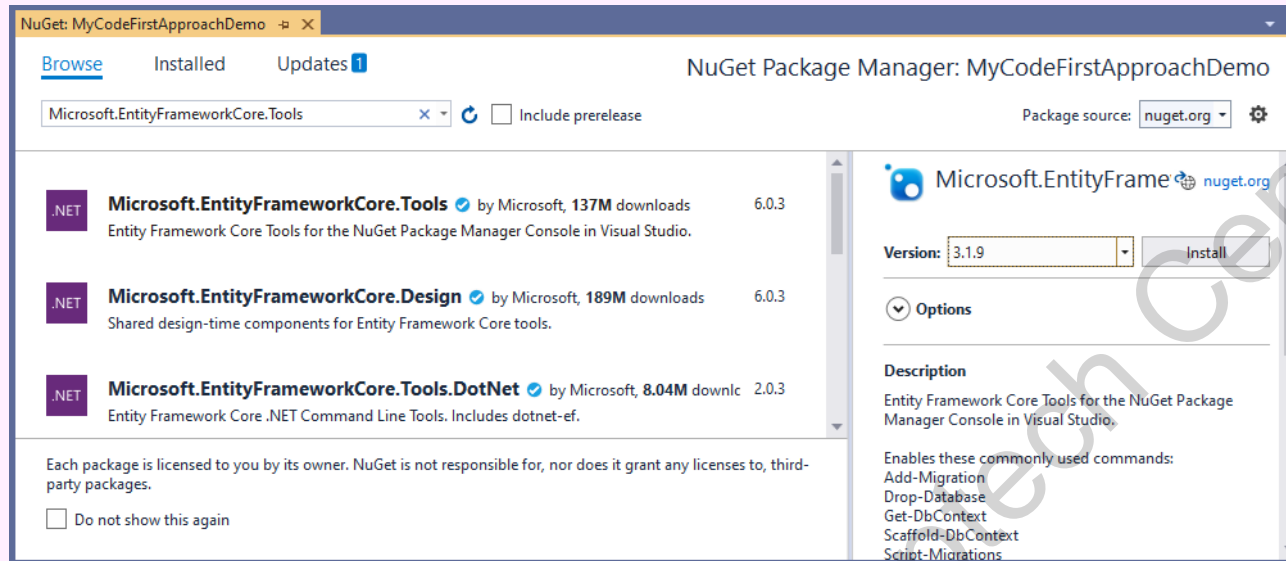 NuGet: MyCodeFirstApproachDemo
Browse Installed Updates 1
NuGet Package Manager: MyCodeFirstApproachDemo
Microsoft.EntityFrameworkCore.Tools
Include prerelease
Package source: nuget.org
.NET
Microsoft.EntityFrameworkCore.Tools by Microsoft, 137M downloads 6.0.3
Entity Framework Core Tools for the NuGet Package Manager Console in Visual Studio.
.NET
Microsoft.EntityFrameworkCore.Design by Microsoft, 189M downloads 6.0.3
Shared design-time components for Entity Framework Core tools.
.NET
Microsoft.EntityFrameworkCore.Tools.DotNet by Microsoft, 8.04M downlc 2.0.3
Entity Framework Core .NET Command Line Tools. Includes dotnet-ef.
Each package is licensed to you by its owner. NuGet is not responsible for, nor does it grant any licenses to, third-
party packages.
Do not show this again
Microsoft.EntityFrame nuget.org
Version: 3.1.9 Install
Options
Description
Entity Framework Core Tools for the NuGet Package
Manager Console in Visual Studio.
Enables these commonly used commands:
Add-Migration
Drop-Database
Get-DbContext
Scaffold-DbContext
Script-Migrations